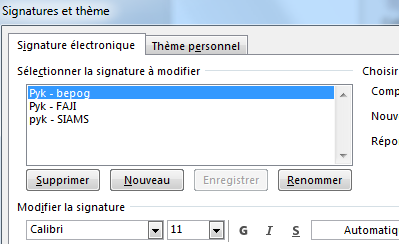 Signatures et thème
Signature électronique Thème personnel
Sélectionner la signature à modifier Choisir
Pyk - bepog Comp
Pyk - FAJI Nouv
pyk - SIAMS Répo
Supprimer Nouveau Enregistrer Renommer
Modifier la signature
Calibri 11 G I S Automatiq